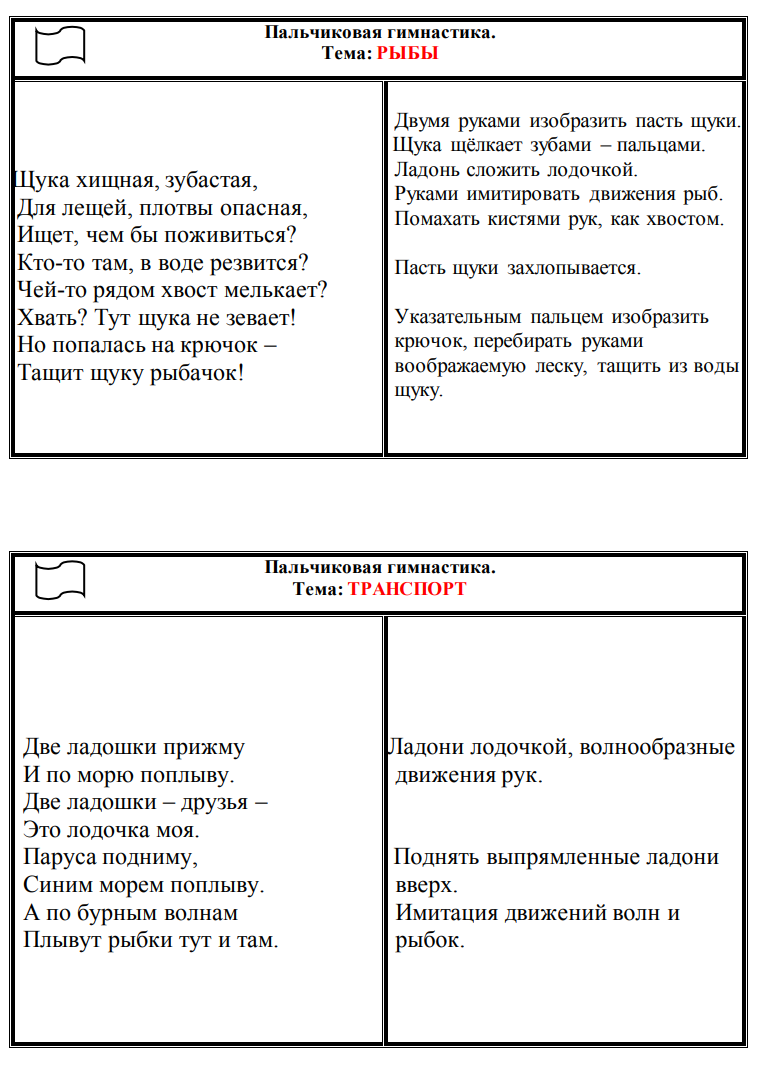 Пальчиковая гимнастика.
Тема: РЫБЫ
Щука хищная, зубастая,
Для лещей, плотвы опасная,
Ищет, чем бы поживиться?
Кто-то там, в воде резвится?
Чей-то рядом хвост мелькает?
Хвать? Тут щука не зевает!
Но попалась на крючок –
Тащит щуку рыбачок!
Двумя руками изобразить пасть щуки.
Щука щёлкает зубами – пальцами.
Ладонь сложить лодочкой.
Руками имитировать движения рыб.
Помахать кистями рук, как хвостом.
Пасть щуки захлопывается.
Указательным пальцем изобразить
крючок, перебирать руками
воображаемую леску, тащить из воды
щуку.
Пальчиковая гимнастика.
Тема: ТРАНСПОРТ
Две ладошки прижму
И по морю поплыву.
Две ладошки – друзья –
Это лодочка моя.
Паруса подниму,
Синим морем поплыву.
А по бурным волнам
Плывут рыбки тут и там.
Ладони лодочкой, волнообразные
движения рук.
Поднять выпрямленные ладони
вверх.
Имитация движений волн и
рыбок.